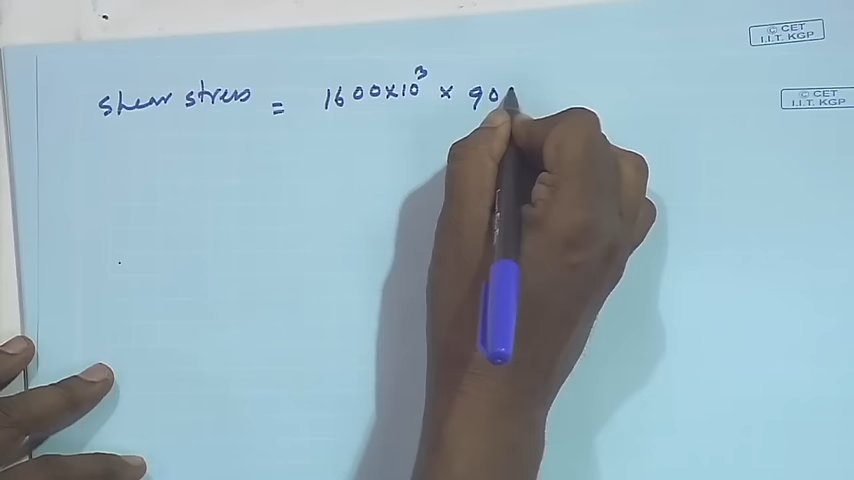 shear stress = 1600×10³ × 90
© CET
I.I.T. KGP
© CET
I.I.T. KGP